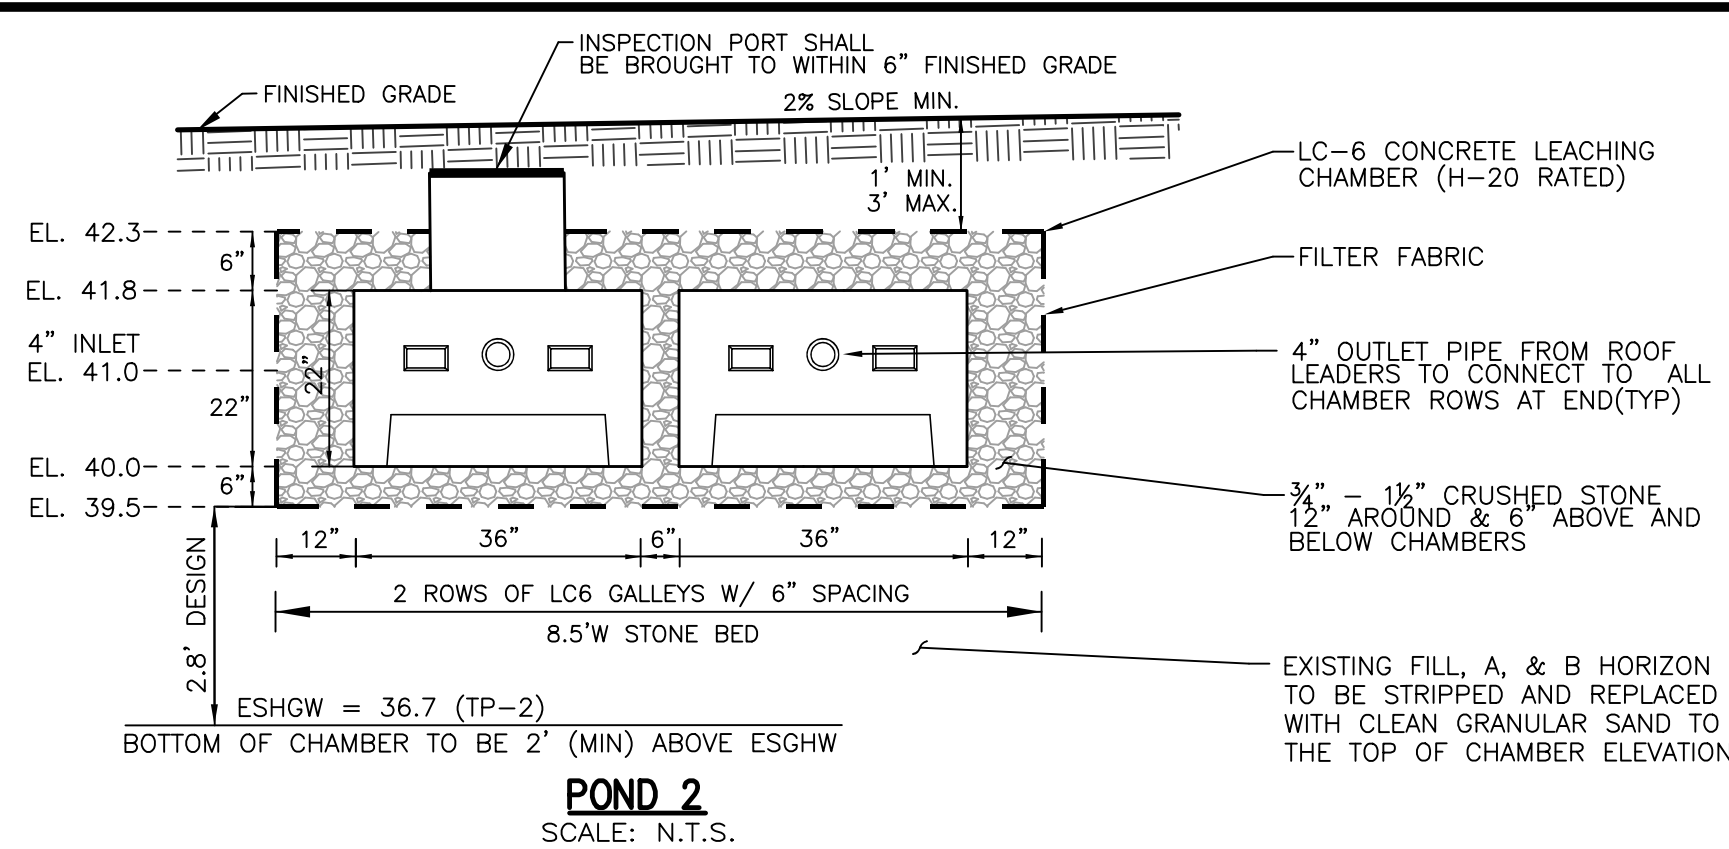 INSPECTION PORT SHALL
BE BROUGHT TO WITHIN 6" FINISHED GRADE
FINISHED GRADE
2% SLOPE MIN.
1' MIN.
3' MAX.
LC-6 CONCRETE LEACHING
CHAMBER (H-20 RATED)
FILTER FABRIC
EL. 42.3
6"
EL. 41.8
4" INLET
EL. 41.0
22"
22"
EL. 40.0
6"
EL. 39.5
4" OUTLET PIPE FROM ROOF
LEADERS TO CONNECT TO ALL
CHAMBER ROWS AT END(TYP)
¾" - 1½" CRUSHED STONE
12" AROUND & 6" ABOVE AND
BELOW CHAMBERS
12" 36" 6" 36" 12"
2 ROWS OF LC6 GALLEYS W/ 6" SPACING
8.5'W STONE BED
2.8' DESIGN
EXISTING FILL, A, & B HORIZON
TO BE STRIPPED AND REPLACED
WITH CLEAN GRANULAR SAND TO
THE TOP OF CHAMBER ELEVATION
ESHGW = 36.7 (TP-2)
BOTTOM OF CHAMBER TO BE 2' (MIN) ABOVE ESGHW
POND 2
SCALE: N.T.S.